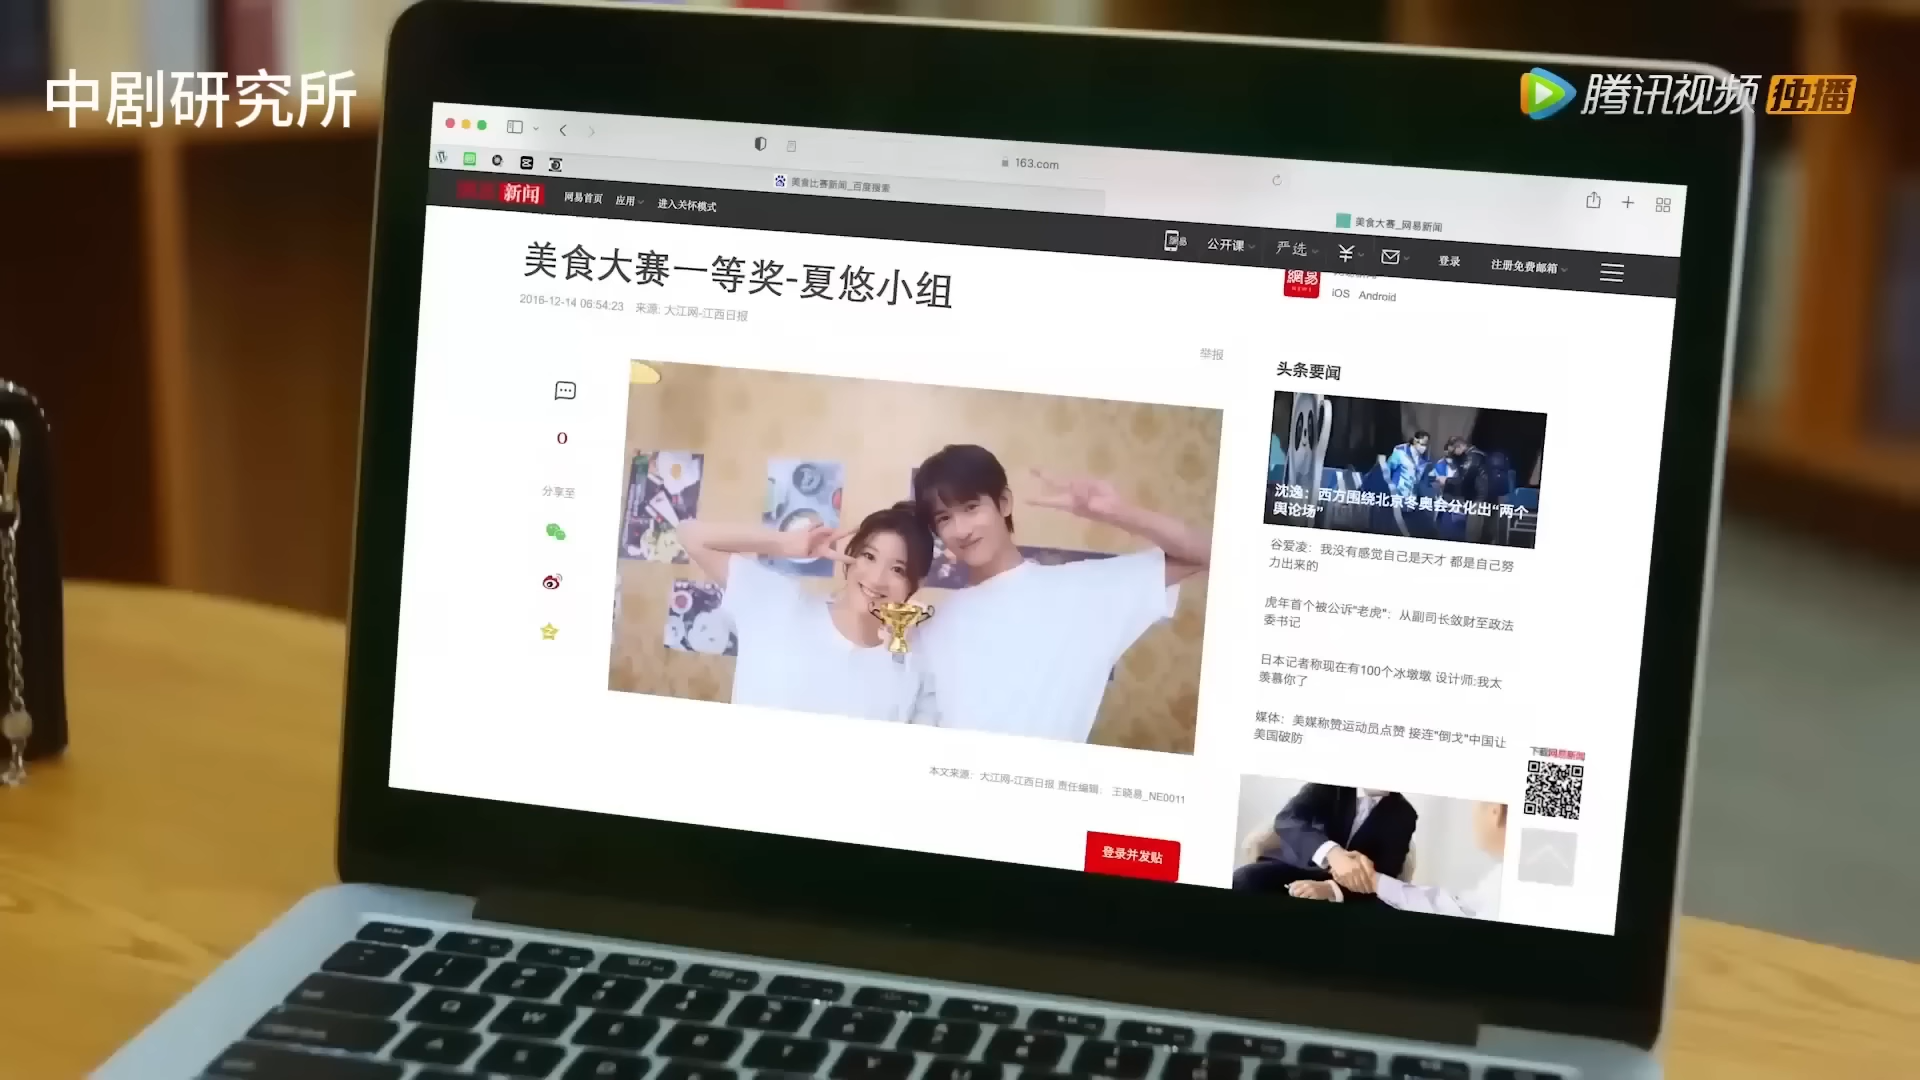 中剧研究所
腾讯视频 独播
163.com
美食比赛新闻_百度搜索
美食大赛_网易新闻
新闻 网易首页 应用 进入关怀模式
公开课 严选 登录 注册免费邮箱
美食大赛一等奖-夏悠小组
2016-12-14 06:54:23 来源: 大江网-江西日报
举报
0
分享至
本文来源：大江网-江西日报 责任编辑：王晓易_NE0011
登录并发贴
網易
NEWS
iOS Android
头条要闻
沈逸：西方围绕北京冬奥会分化出“两个
舆论场”
谷爱凌：我没有感觉自己是天才 都是自己努
力出来的
虎年首个被公诉"老虎"：从副司长敛财至政法
委书记
日本记者称现在有100个冰墩墩 设计师:我太
羡慕你了
媒体：美媒称赞运动员点赞 接连"倒戈"中国让
美国破防
下载网易新闻